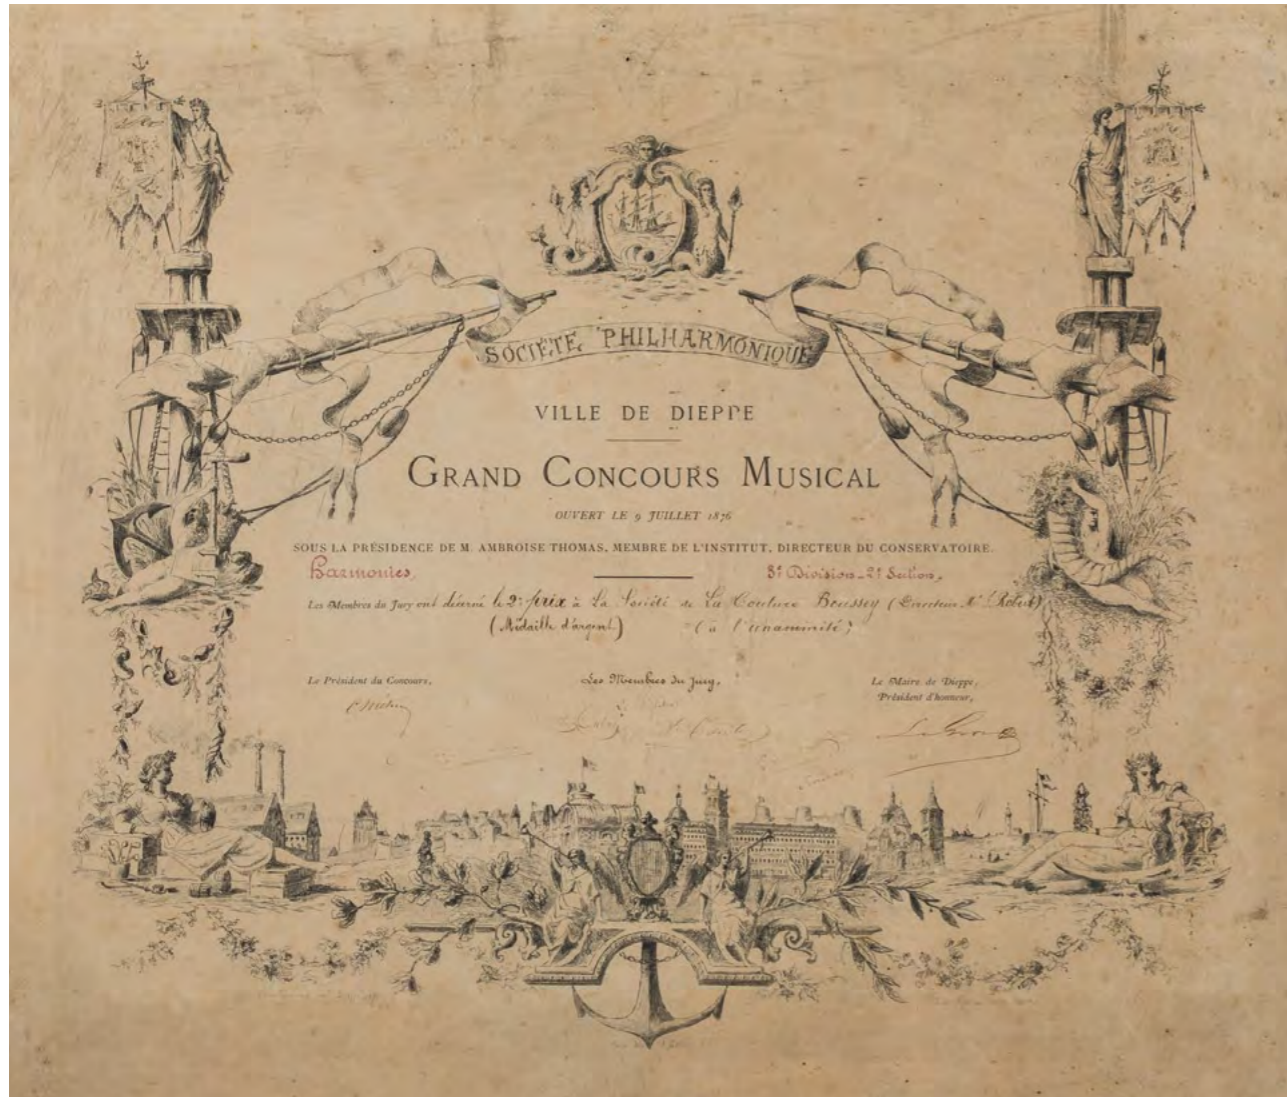 SOCIÉTÉ PHILHARMONIQUE
VILLE DE DIEPPE
GRAND CONCOURS MUSICAL
OUVERT LE 9 JUILLET 1876
SOUS LA PRÉSIDENCE DE M. AMBROISE THOMAS, MEMBRE DE L'INSTITUT, DIRECTEUR DU CONSERVATOIRE.
Harmonies, 3e Division_2e Section,
Les Membres du Jury ont décerné le 2e prix à La Société de La Couture Boussey (Directeur Mr Robert)
(Médaille d'argent.) (à l'unanimité)
Le Président du Concours, Les Membres du Jury, Le Maire de Dieppe,
Président d'honneur,